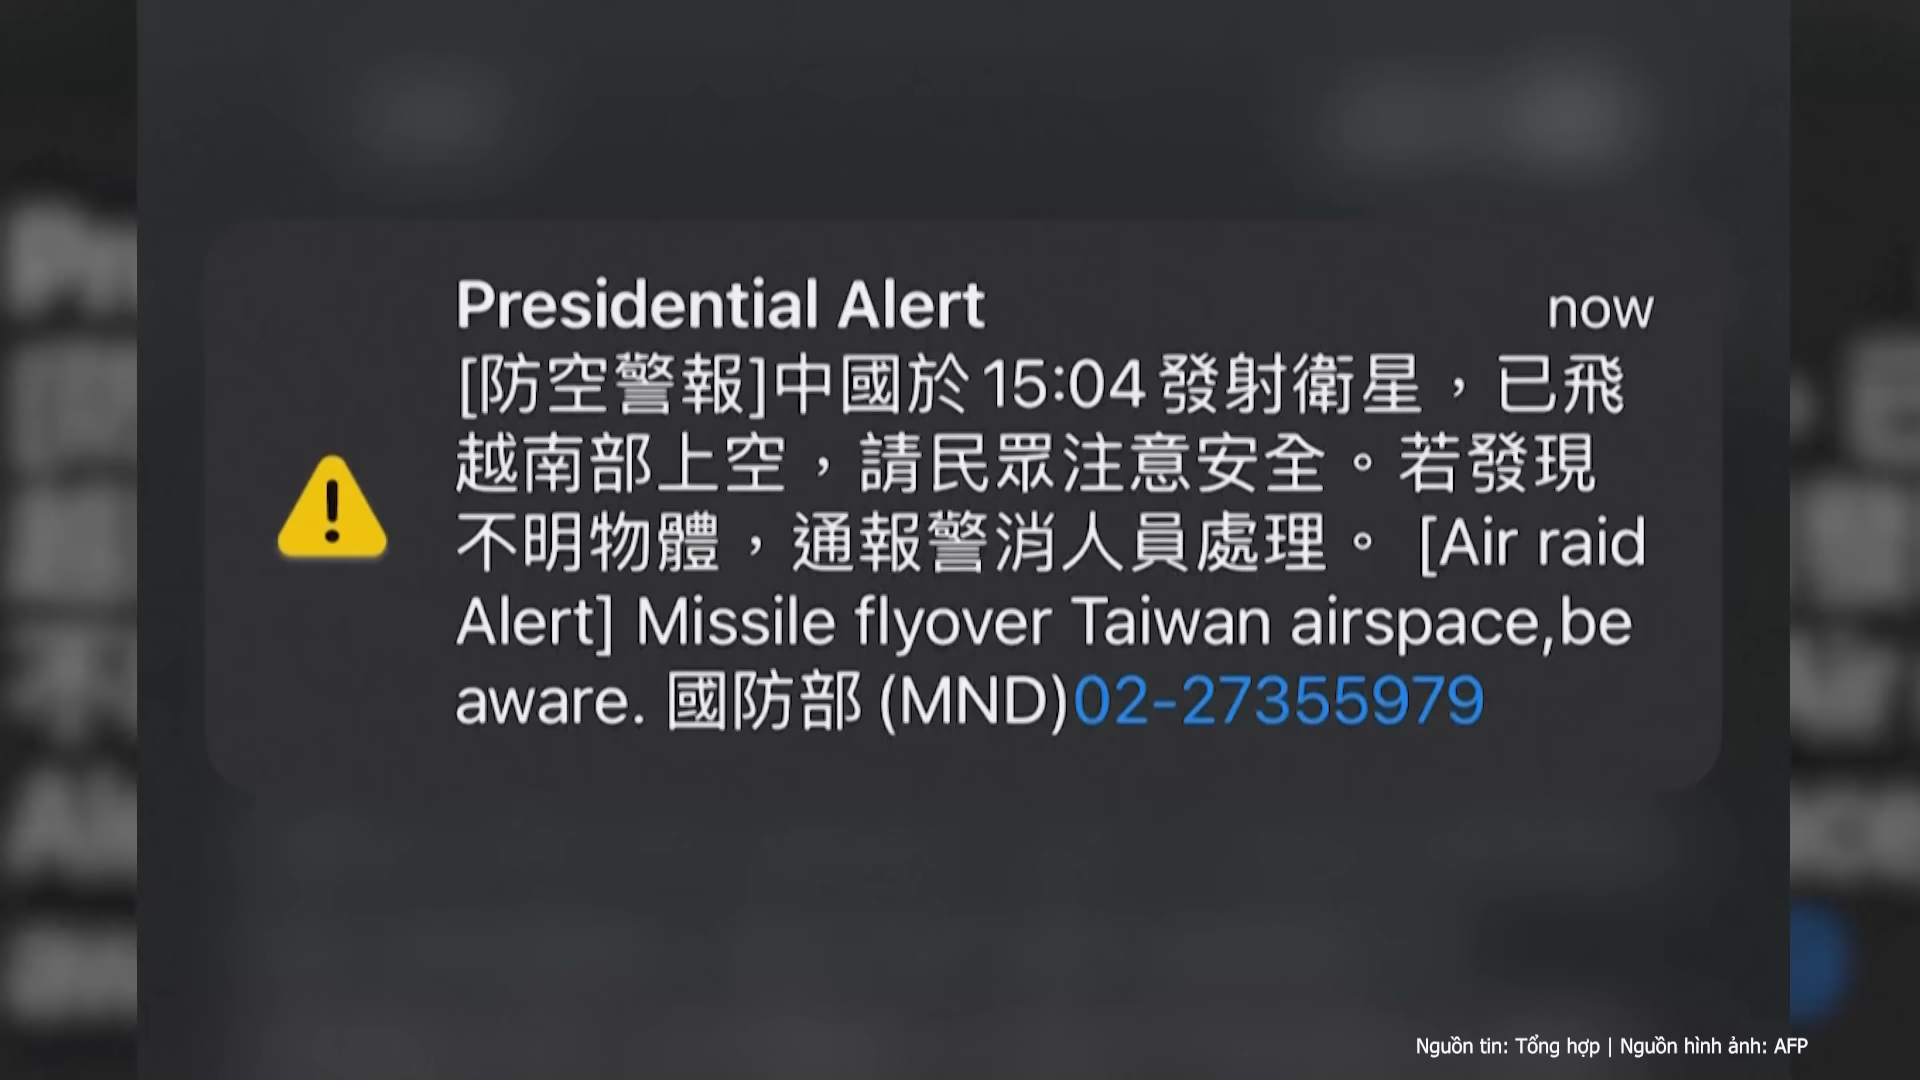 Presidential Alert
now
[防空警報]中國於15:04發射衛星，已飛
越南部上空，請民眾注意安全。若發現
不明物體，通報警消人員處理。 [Air raid
Alert] Missile flyover Taiwan airspace,be
aware. 國防部 (MND)02-27355979
Nguồn tin: Tổng hợp | Nguồn hình ảnh: AFP